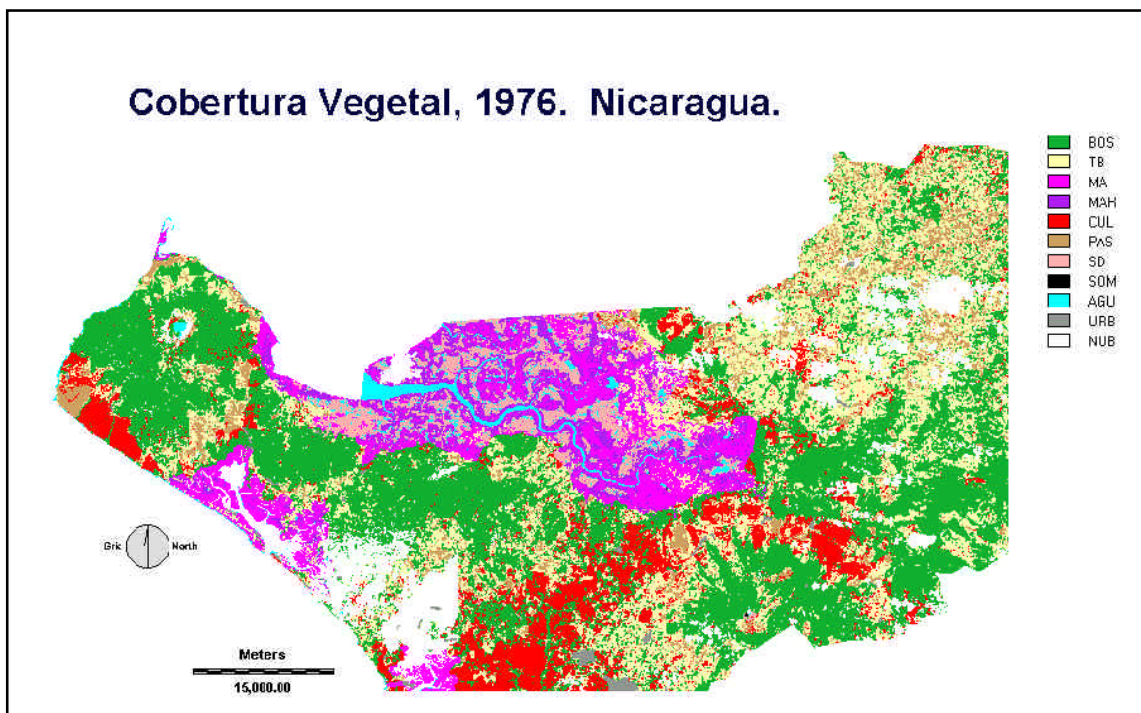 Cobertura Vegetal, 1976. Nicaragua.
BOS
TB
MA
MAH
CUL
PAS
SD
SOM
AGU
URB
NUB
Gric North
Meters
15,000.00